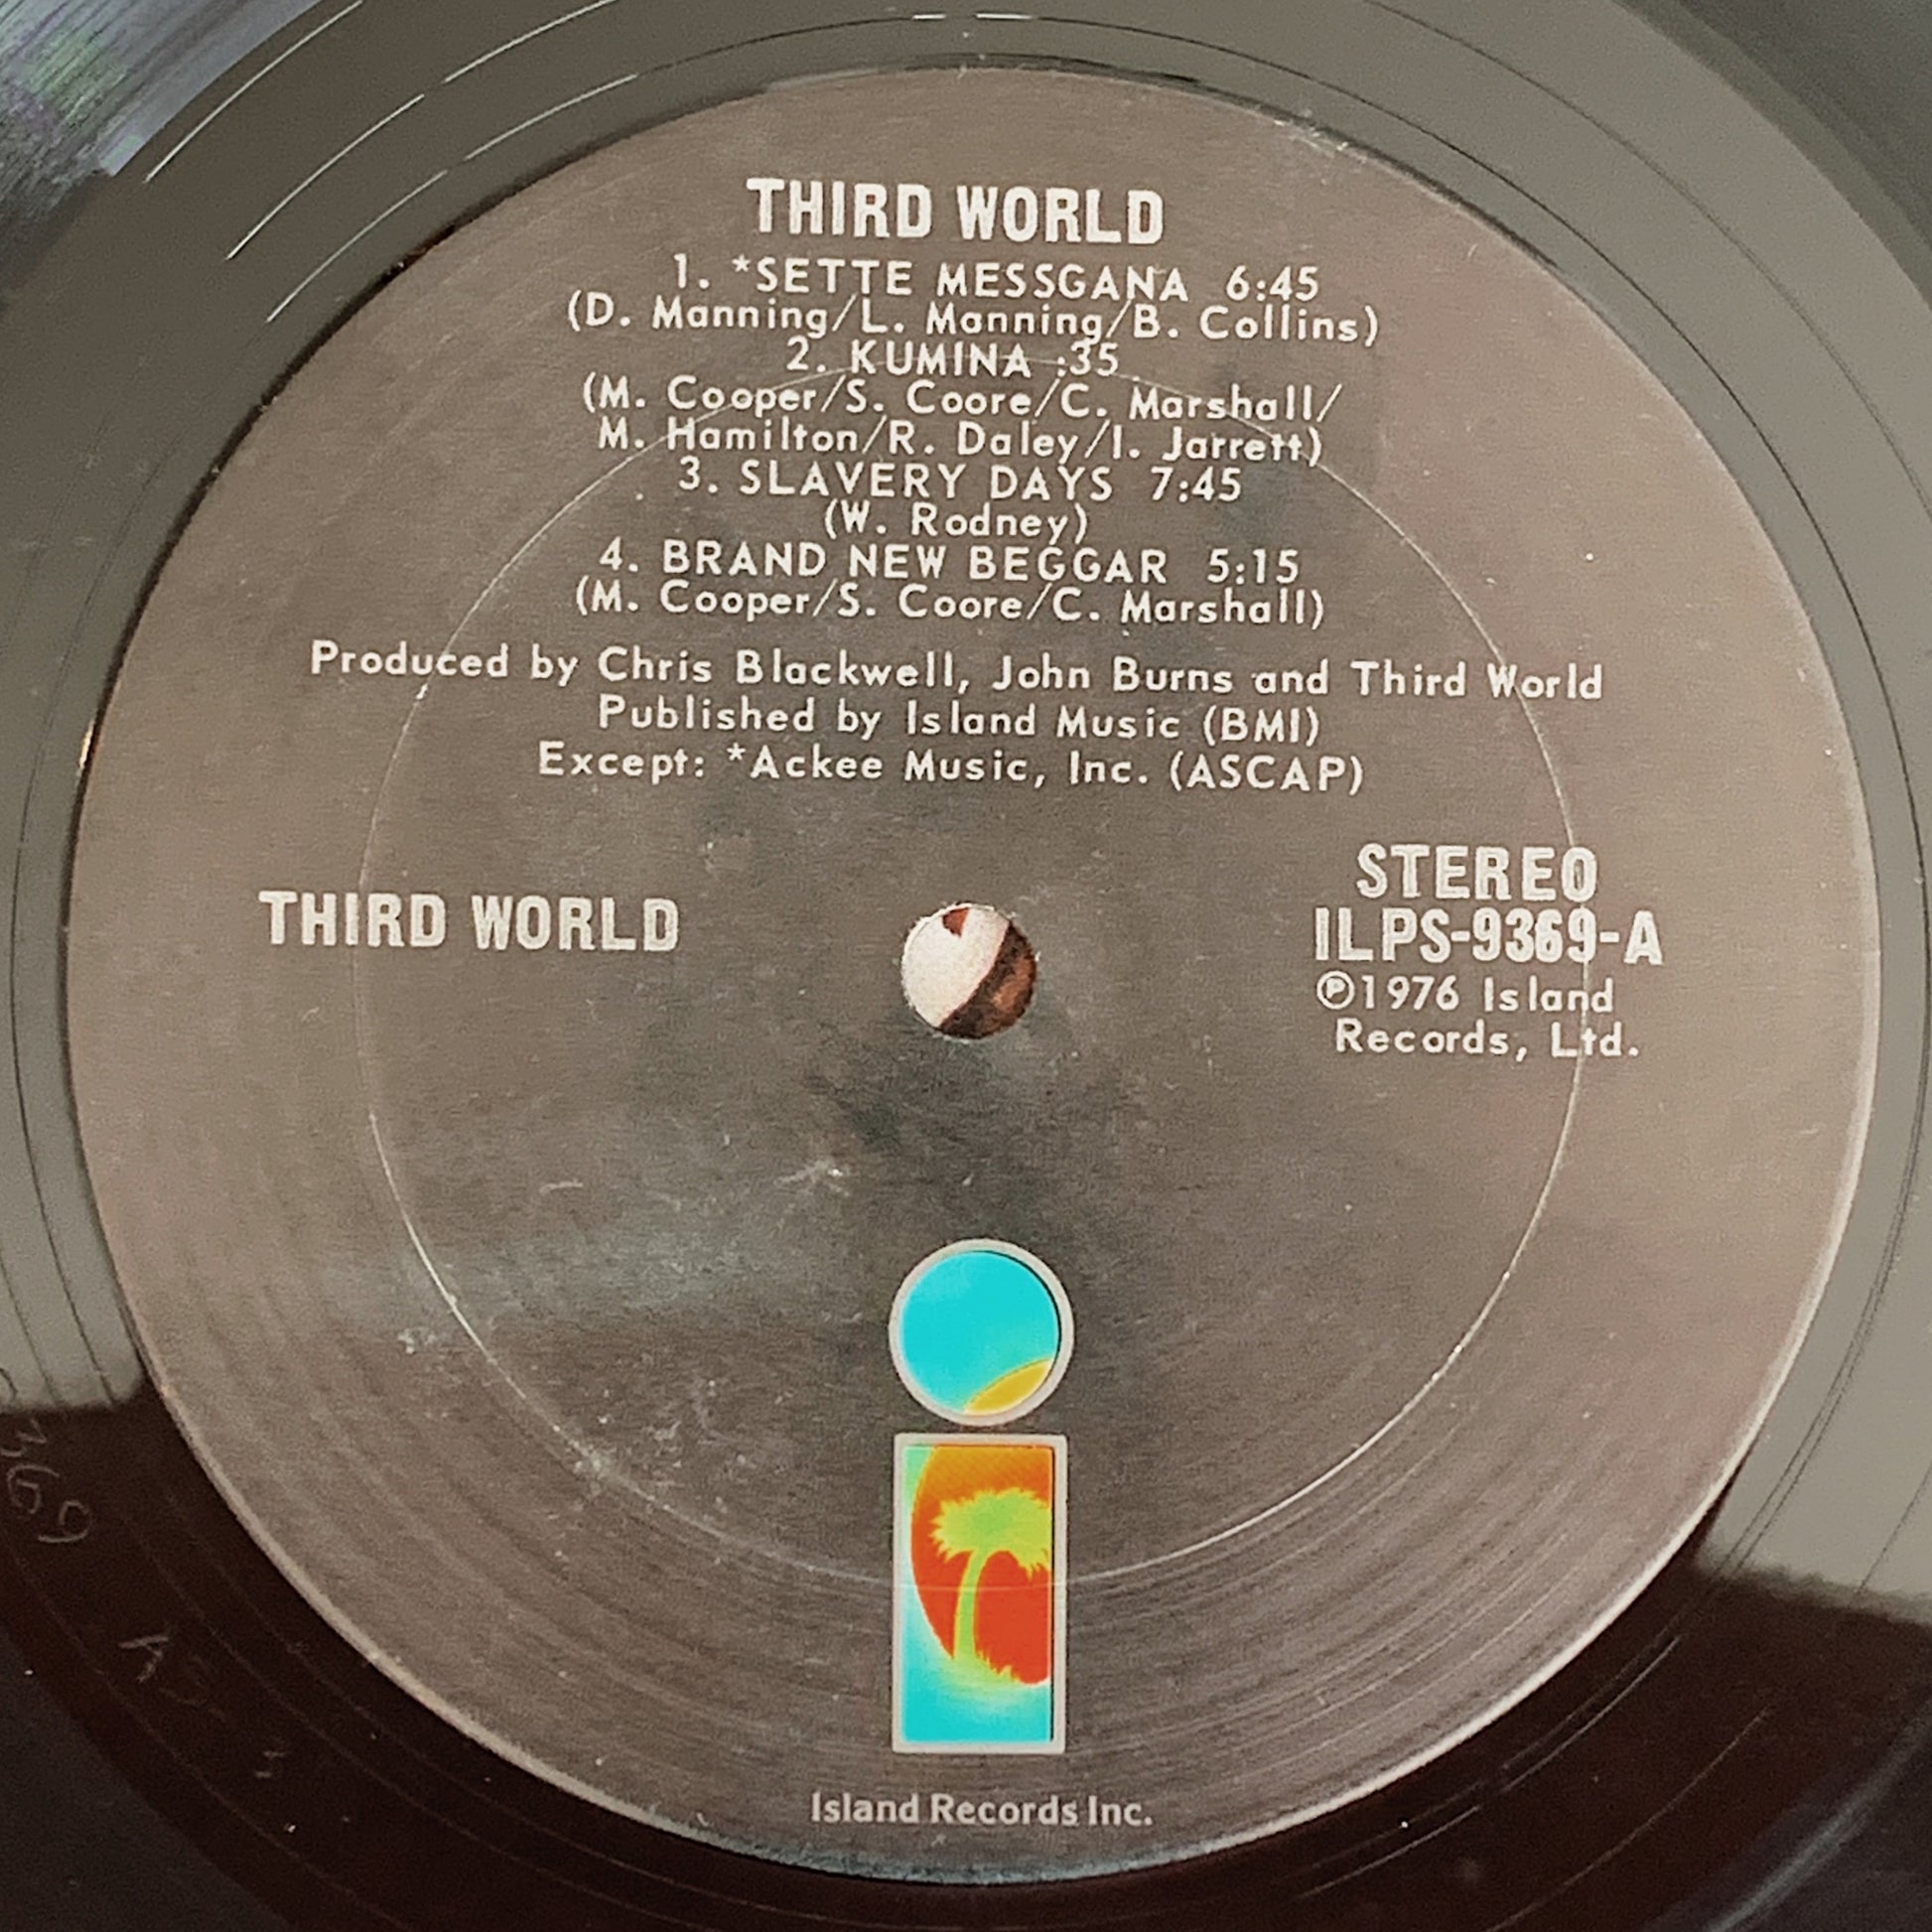 THIRD WORLD
1. *SETTE MESSGANA 6:45
(D. Manning/L. Manning/B. Collins)
2. KUMINA :35
(M. Cooper/S. Coore/C. Marshall/
M. Hamilton/R. Daley/I. Jarrett)
3. SLAVERY DAYS 7:45
(W. Rodney)
4. BRAND NEW BEGGAR 5:15
(M. Cooper/S. Coore/C. Marshall)
Produced by Chris Blackwell, John Burns and Third World
Published by Island Music (BMI)
Except: *Ackee Music, Inc. (ASCAP)
THIRD WORLD
STEREO
ILPS-9369-A
Ⓟ1976 Island
Records, Ltd.
i
Island Records Inc.
369